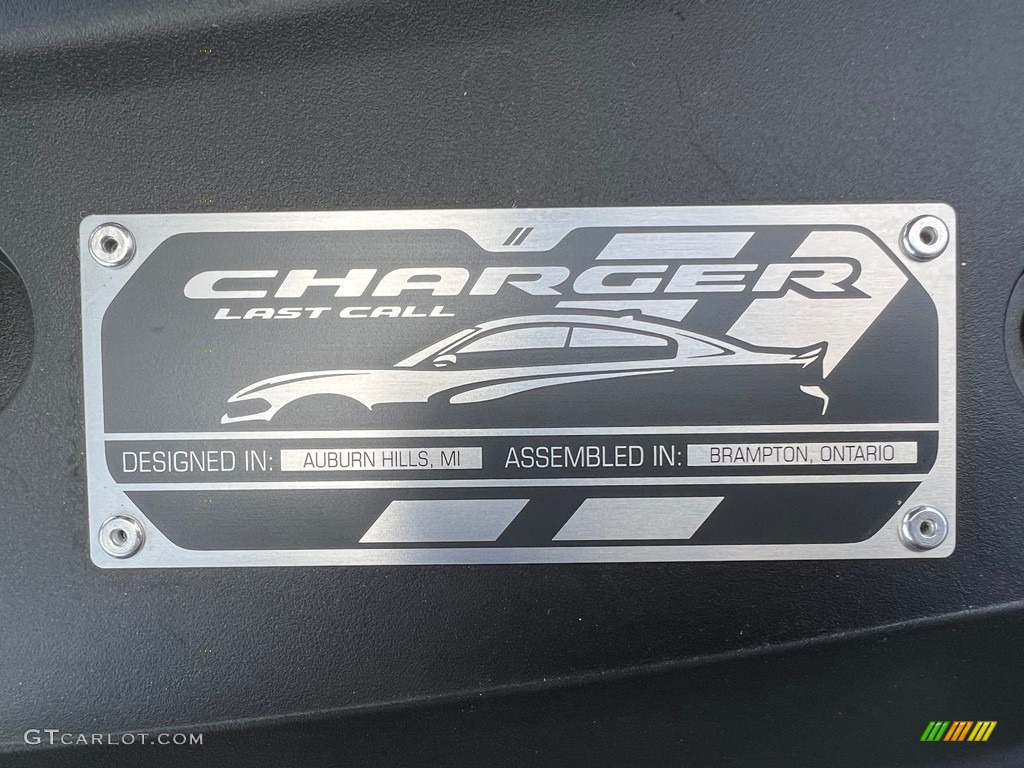 CHARGER
LAST CALL
DESIGNED IN: AUBURN HILLS, MI ASSEMBLED IN: BRAMPTON, ONTARIO
GTCARLOT.COM